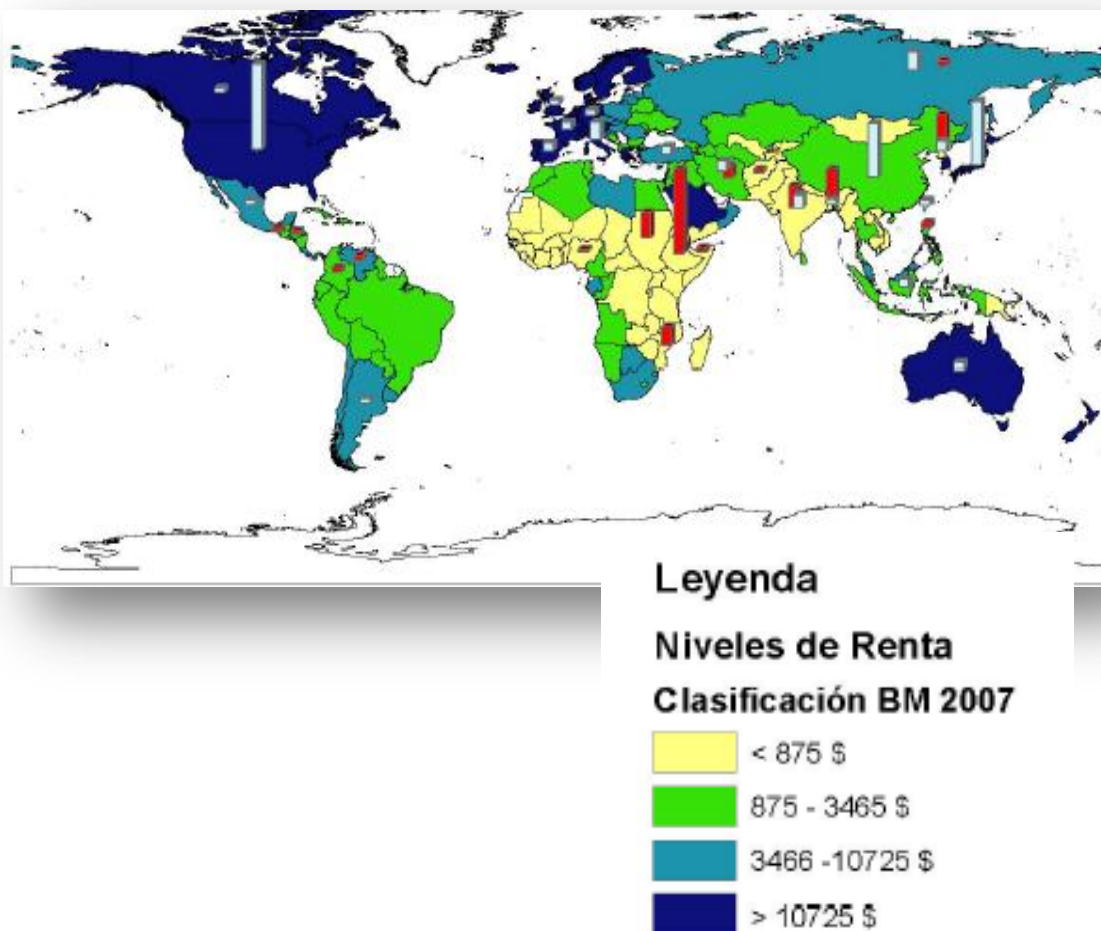 Leyenda
Niveles de Renta
Clasificación BM 2007
< 875 $
875 - 3465 $
3466 -10725 $
> 10725 $